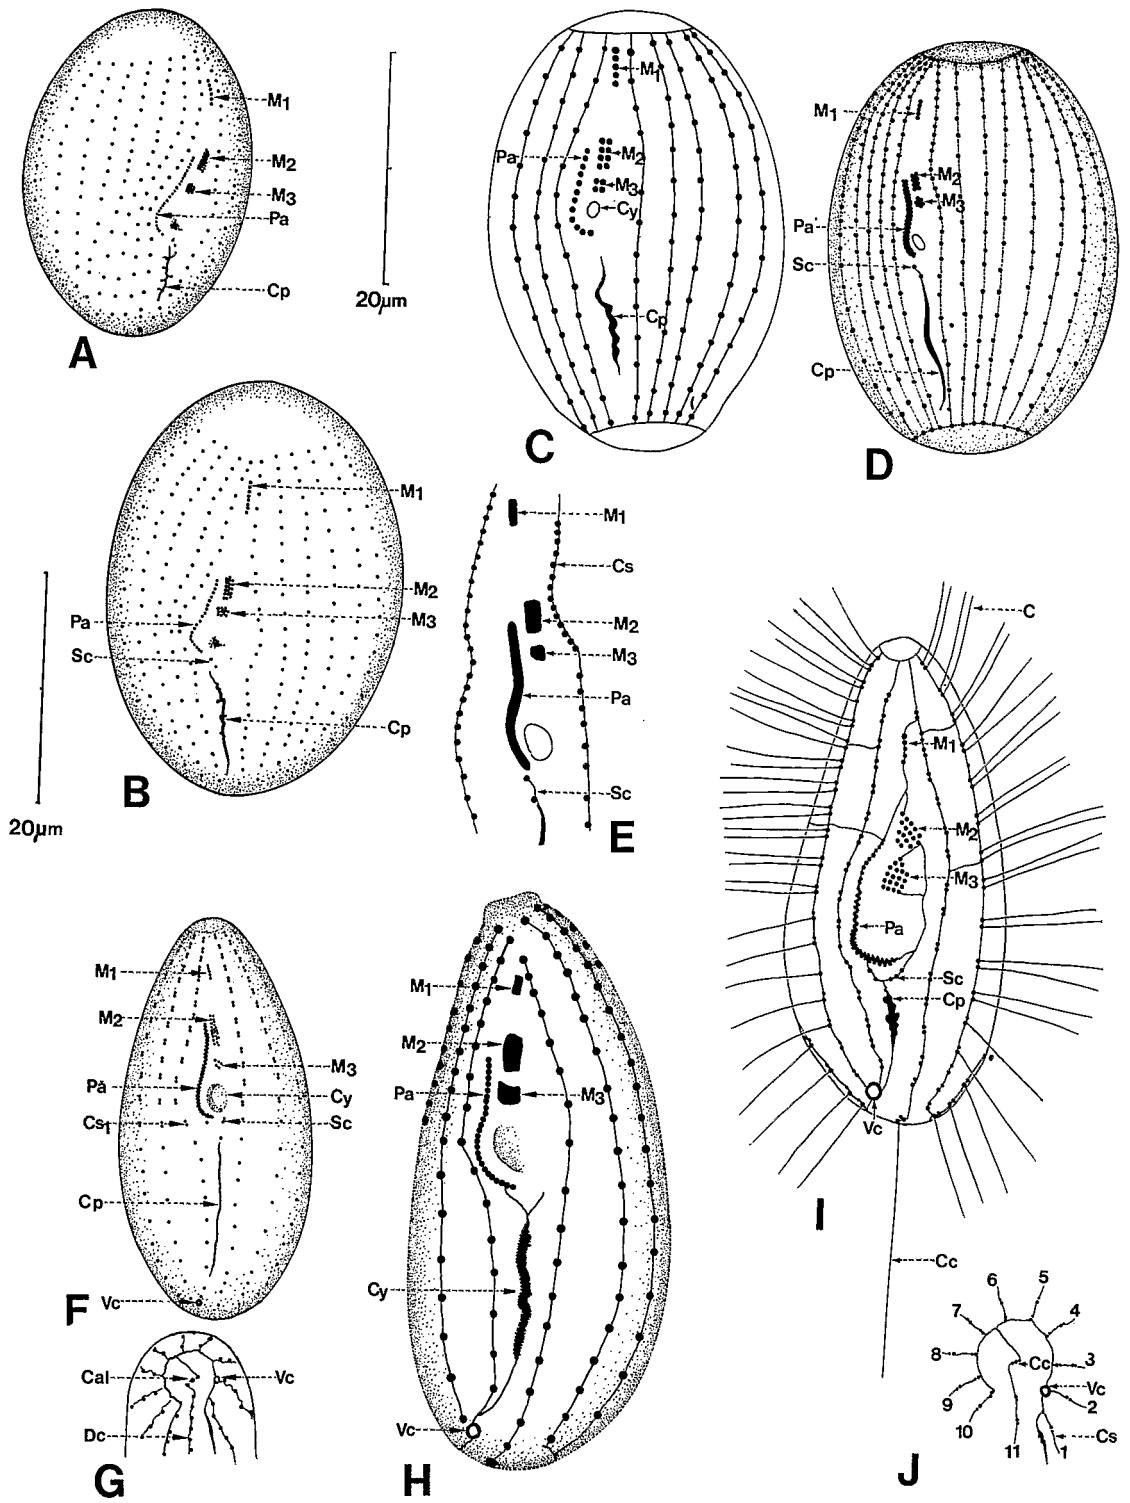 M1
M2
M3
Pa
Cp
A
20µm
M1
Pa
M2
M3
Cy
Cp
C
M1
M2
M3
Pa
Sc
Cp
D
M1
M2
M3
Pa
Sc
Cp
B
20µm
M1
Cs
M2
M3
Pa
Sc
E
C
M1
M2
M3
Pa
Sc
Cp
Vc
Cc
I
M1
M2
M3
Pa
Cy
Cs1
Sc
Cp
Vc
F
Cal
Vc
Dc
G
M1
M2
Pa
M3
Cy
Vc
H
6
5
7
4
8
Cc
3
Vc
9
2
10
Cs
11
1
J